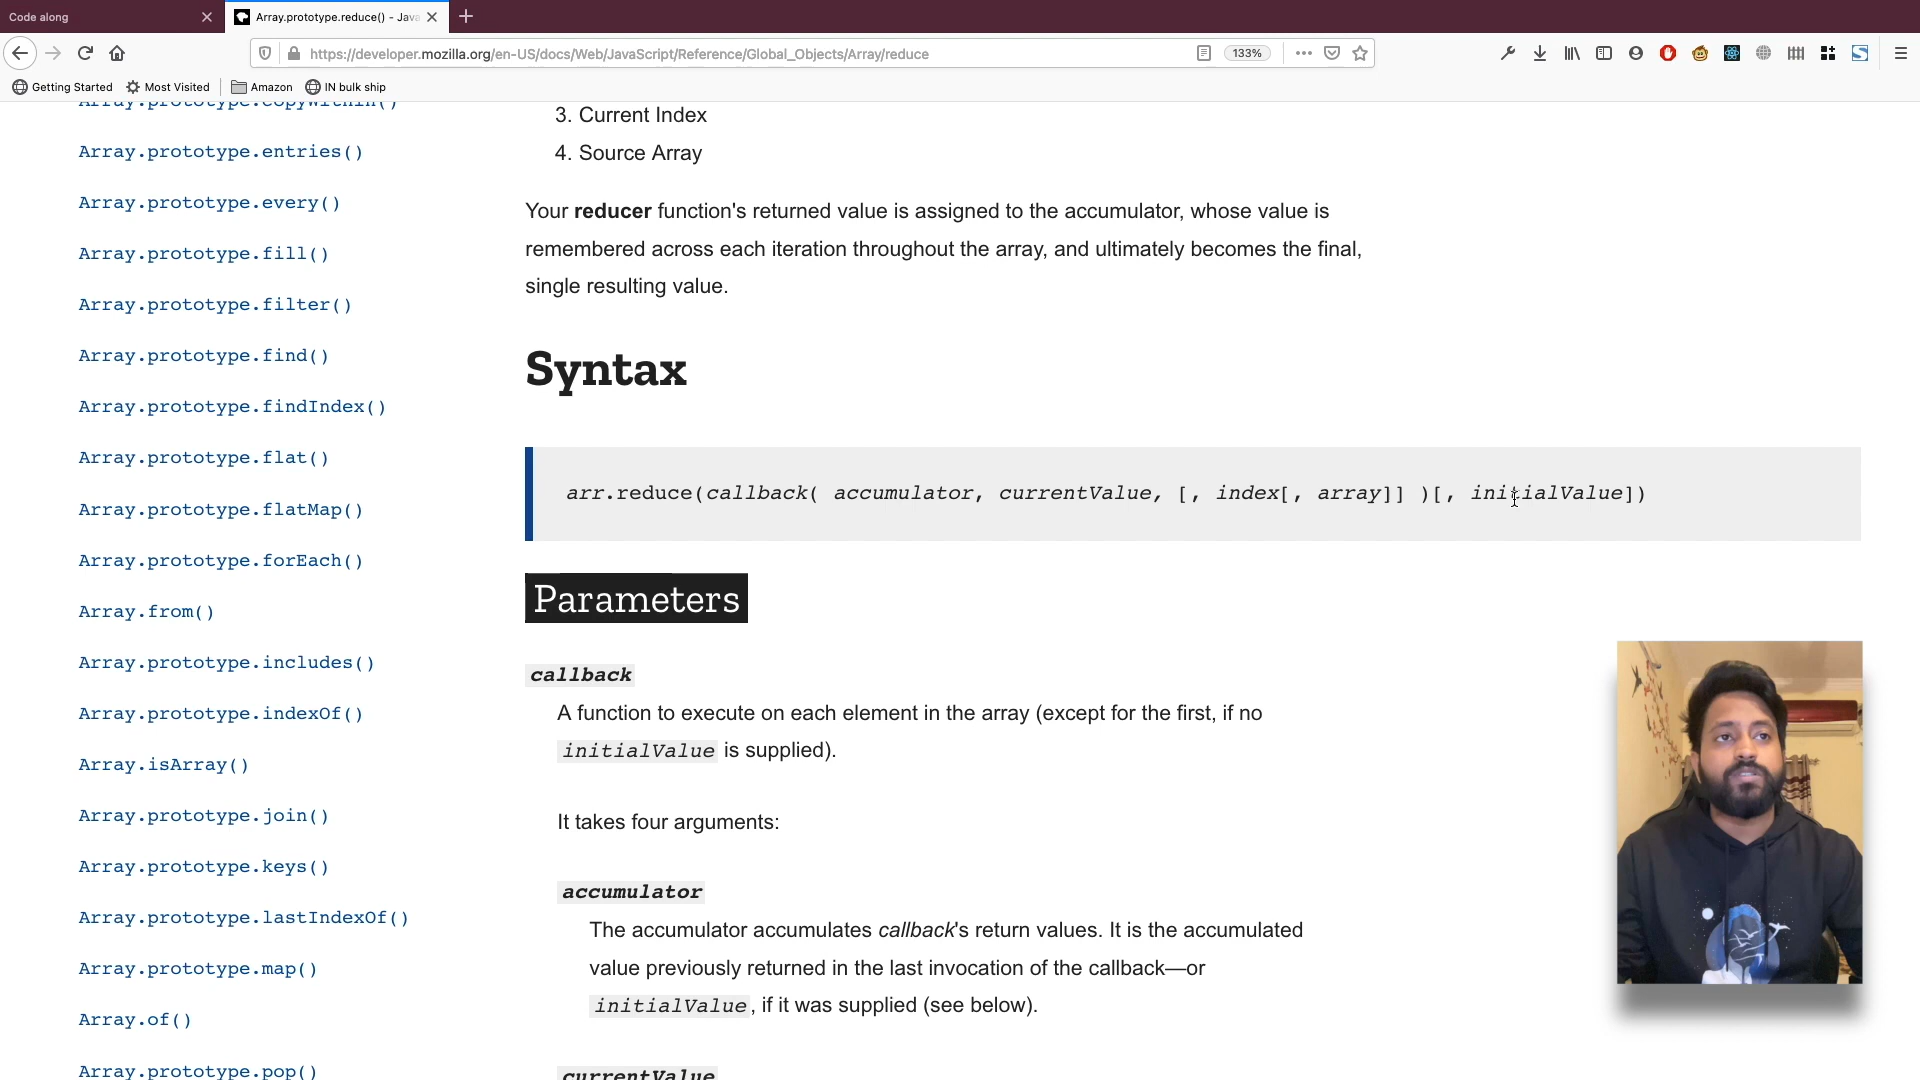 Code along
Array.prototype.reduce() - Java
https://developer.mozilla.org/en-US/docs/Web/JavaScript/Reference/Global_Objects/Array/reduce
133%
Getting Started
Most Visited
Amazon
IN bulk ship
Array.prototype.copyWithin()
Array.prototype.entries()
Array.prototype.every()
Array.prototype.fill()
Array.prototype.filter()
Array.prototype.find()
Array.prototype.findIndex()
Array.prototype.flat()
Array.prototype.flatMap()
Array.prototype.forEach()
Array.from()
Array.prototype.includes()
Array.prototype.indexOf()
Array.isArray()
Array.prototype.join()
Array.prototype.keys()
Array.prototype.lastIndexOf()
Array.prototype.map()
Array.of()
Array.prototype.pop()
3. Current Index
4. Source Array
Your reducer function's returned value is assigned to the accumulator, whose value is
remembered across each iteration throughout the array, and ultimately becomes the final,
single resulting value.
Syntax
arr.reduce(callback( accumulator, currentValue, [, index[, array]] )[, initialValue])
Parameters
callback
A function to execute on each element in the array (except for the first, if no
initialValue is supplied).
It takes four arguments:
accumulator
The accumulator accumulates callback's return values. It is the accumulated
value previously returned in the last invocation of the callback—or
initialValue, if it was supplied (see below).
currentValue